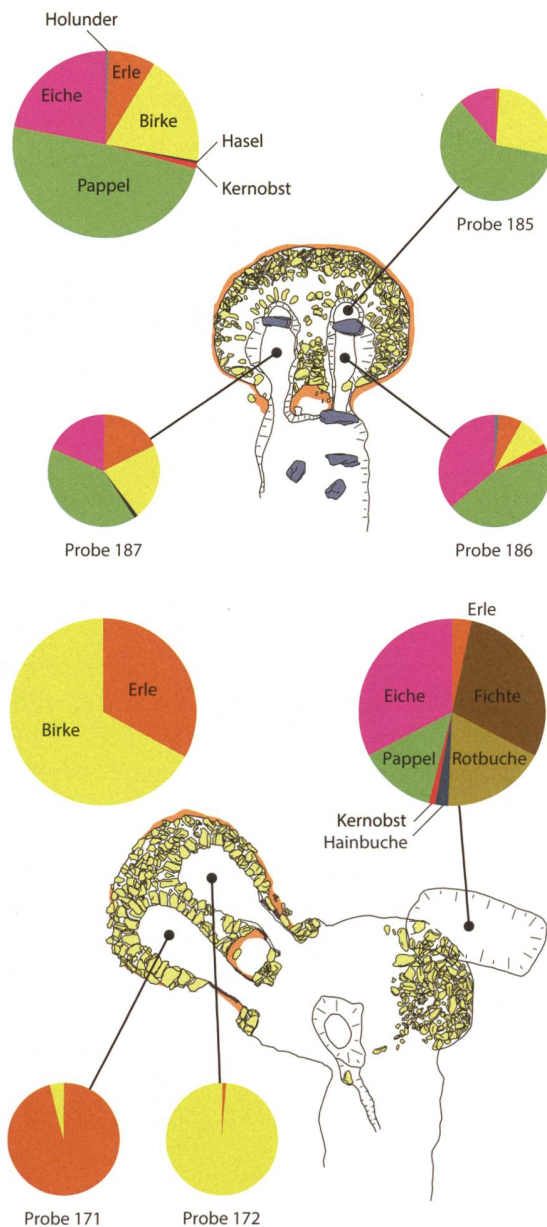 Holunder
Erle
Eiche
Birke
Hasel
Pappel
Kernobst
Probe 185
Probe 187
Probe 186
Erle
Erle
Eiche
Fichte
Birke
Pappel
Rotbuche
Kernobst
Hainbuche
Probe 171
Probe 172